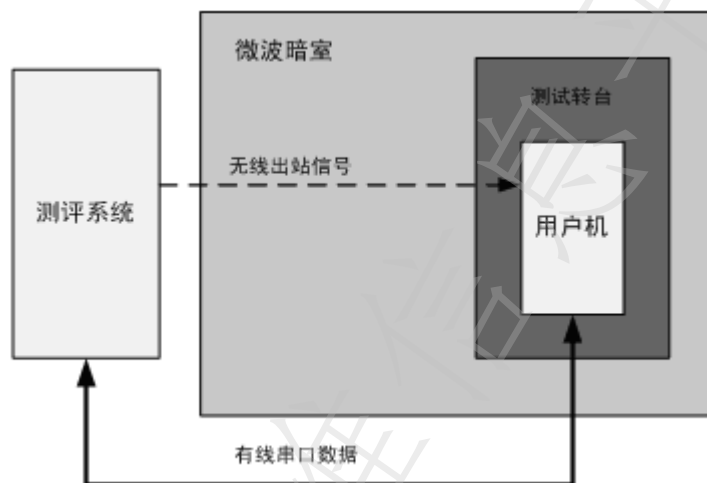 微波暗室
测试转台
无线出站信号
测评系统
用户机
有线串口数据